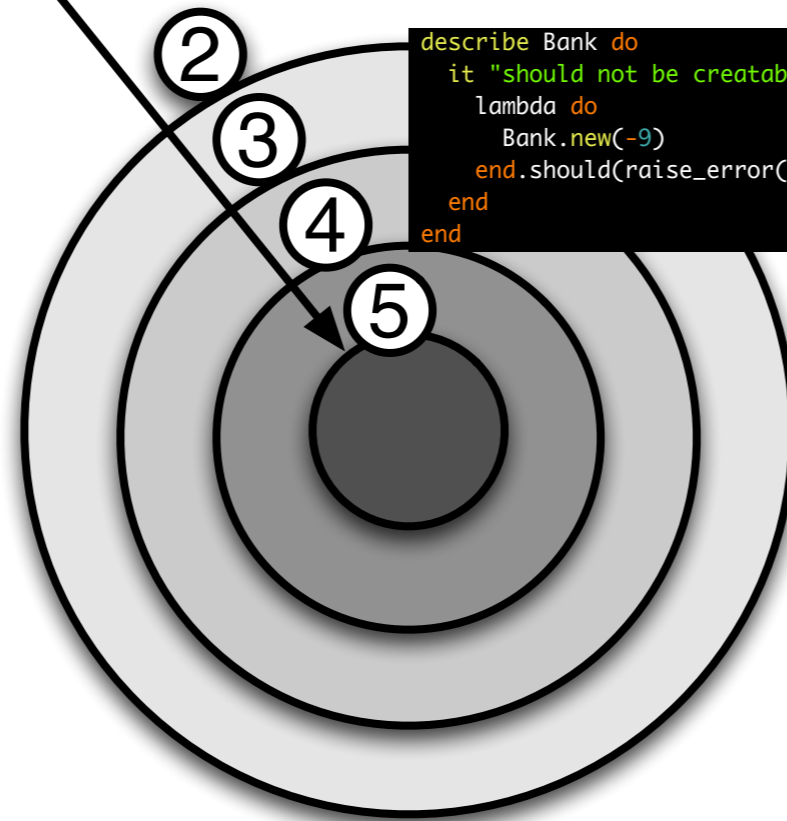 ②
describe Bank do
it "should not be creatab
③
lambda do
Bank.new(-9)
end.should(raise_error(
④
end
end
⑤